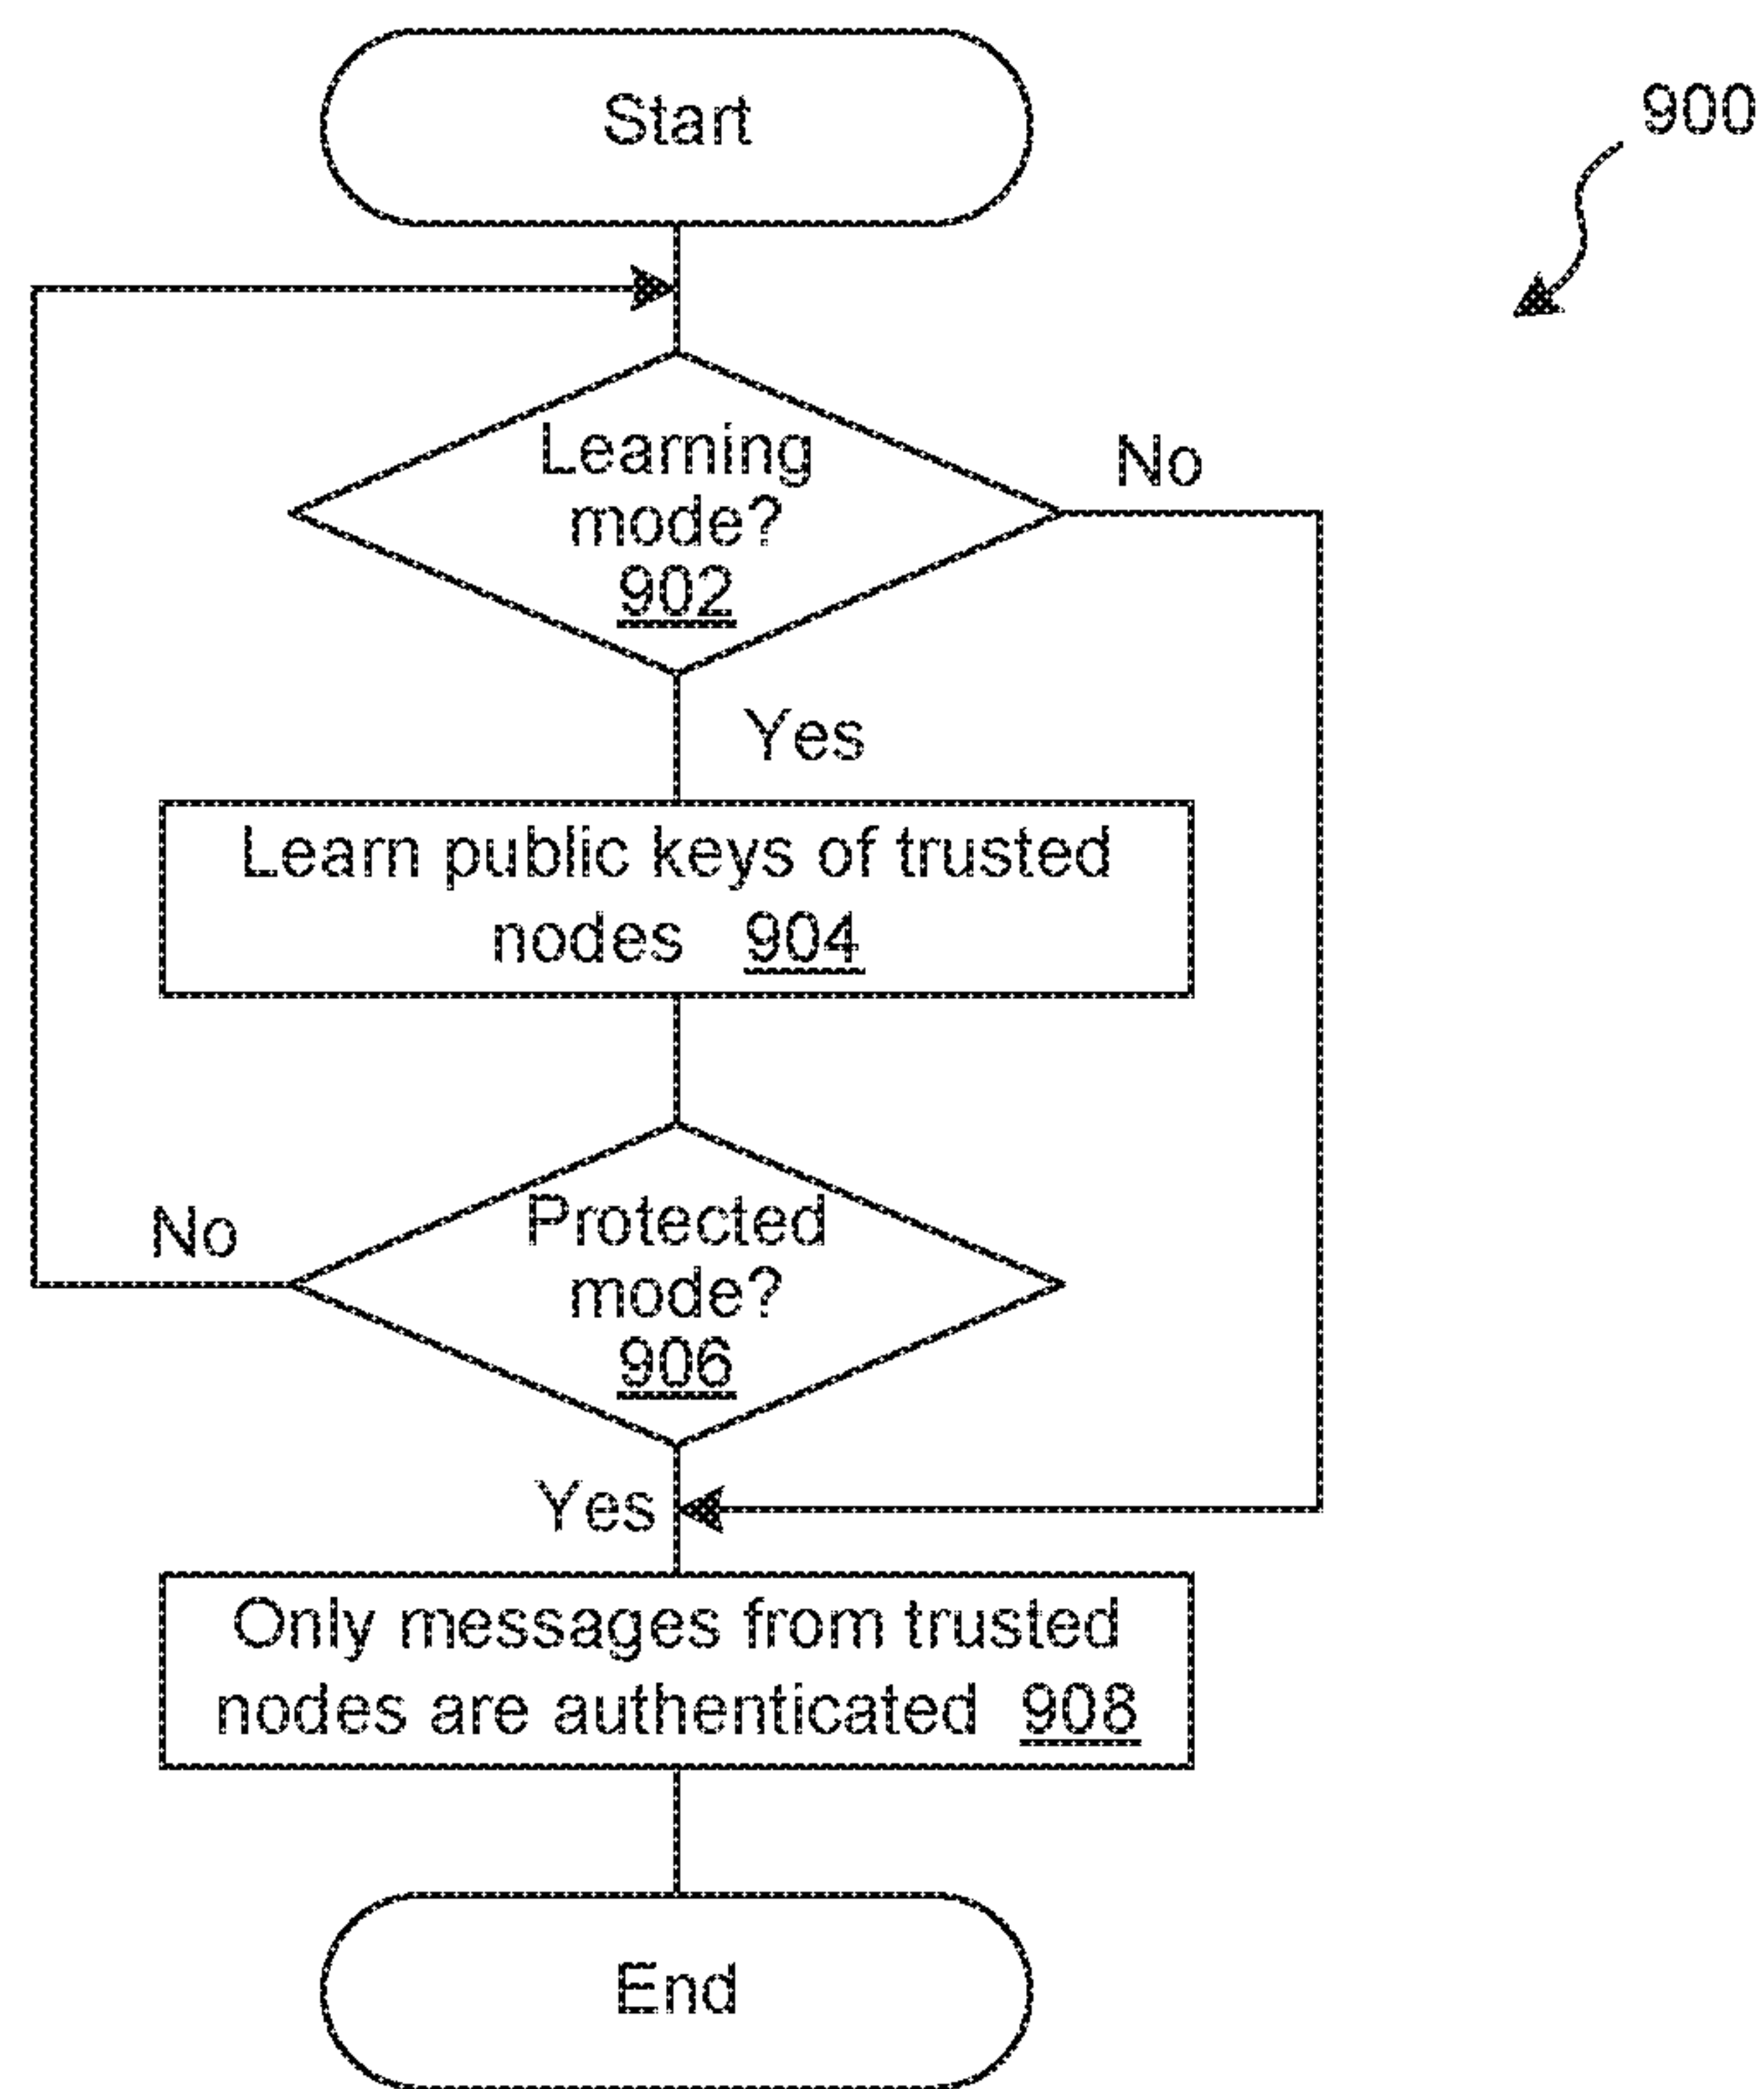 Start
900
Learning
mode?
902
No
Yes
Learn public keys of trusted
nodes 904
Protected
mode?
906
No
Yes
Only messages from trusted
nodes are authenticated 908
End